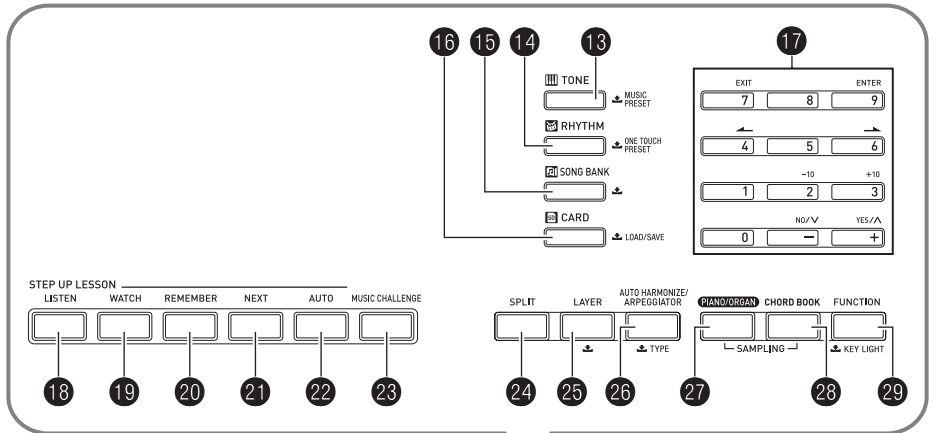 16 15 14 13 17
TONE
MUSIC PRESET
RHYTHM
ONE TOUCH PRESET
SONG BANK
SD CARD
LOAD/SAVE
EXIT ENTER
7 8 9
4 5 6
-10 +10
1 2 3
NO/∨ YES/∧
0 − +
STEP UP LESSON
LISTEN WATCH REMEMBER NEXT AUTO MUSIC CHALLENGE
18 19 20 21 22 23
SPLIT LAYER AUTO HARMONIZE/ARPEGGIATOR PIANO/ORGAN CHORD BOOK FUNCTION
TYPE SAMPLING KEY LIGHT
24 25 26 27 28 29